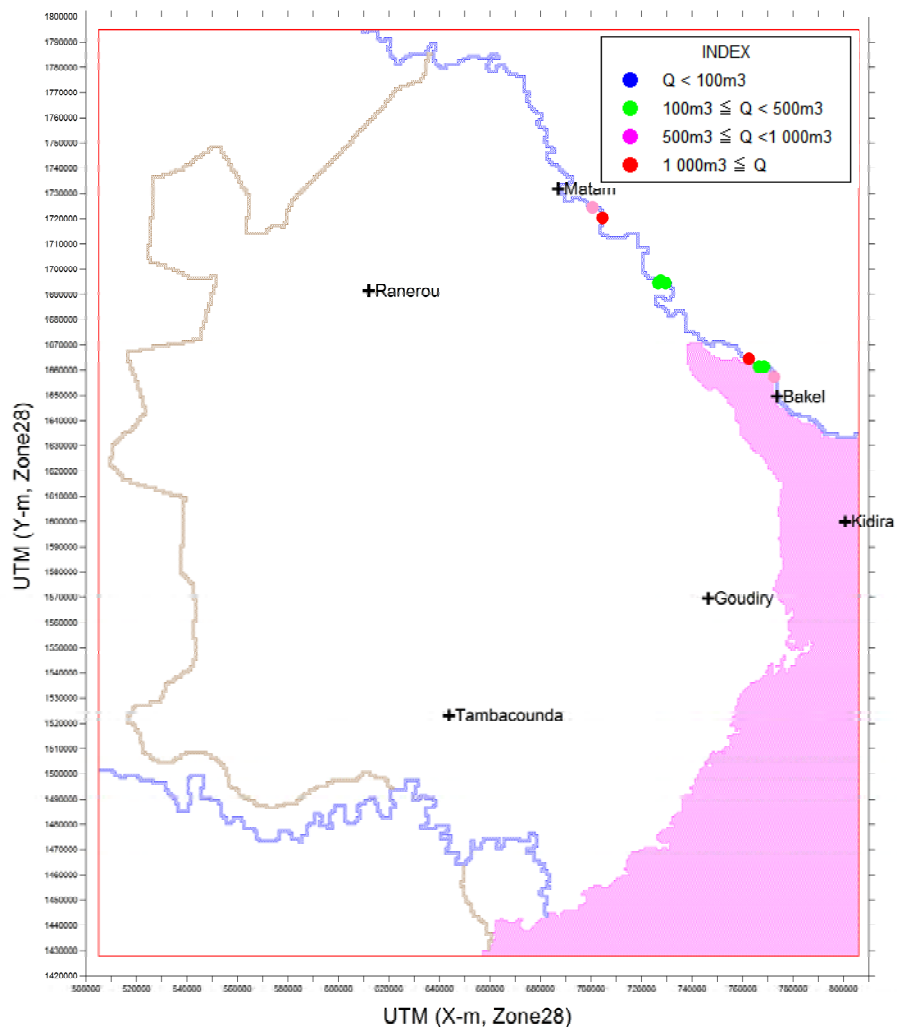 INDEX
Q < 100m3
100m3 ≦ Q < 500m3
500m3 ≦ Q <1 000m3
1 000m3 ≦ Q
Matam
Ranerou
Bakel
Kidira
Goudiry
Tambacounda
UTM (Y-m, Zone28)
1800000
1790000
1780000
1770000
1760000
1750000
1740000
1730000
1720000
1710000
1700000
1690000
1680000
1670000
1660000
1650000
1640000
1630000
1620000
1610000
1600000
1590000
1580000
1570000
1560000
1550000
1540000
1530000
1520000
1510000
1500000
1490000
1480000
1470000
1460000
1450000
1440000
1430000
1420000
500000 520000 540000 560000 580000 600000 620000 640000 660000 680000 700000 720000 740000 760000 780000 800000
UTM (X-m, Zone28)